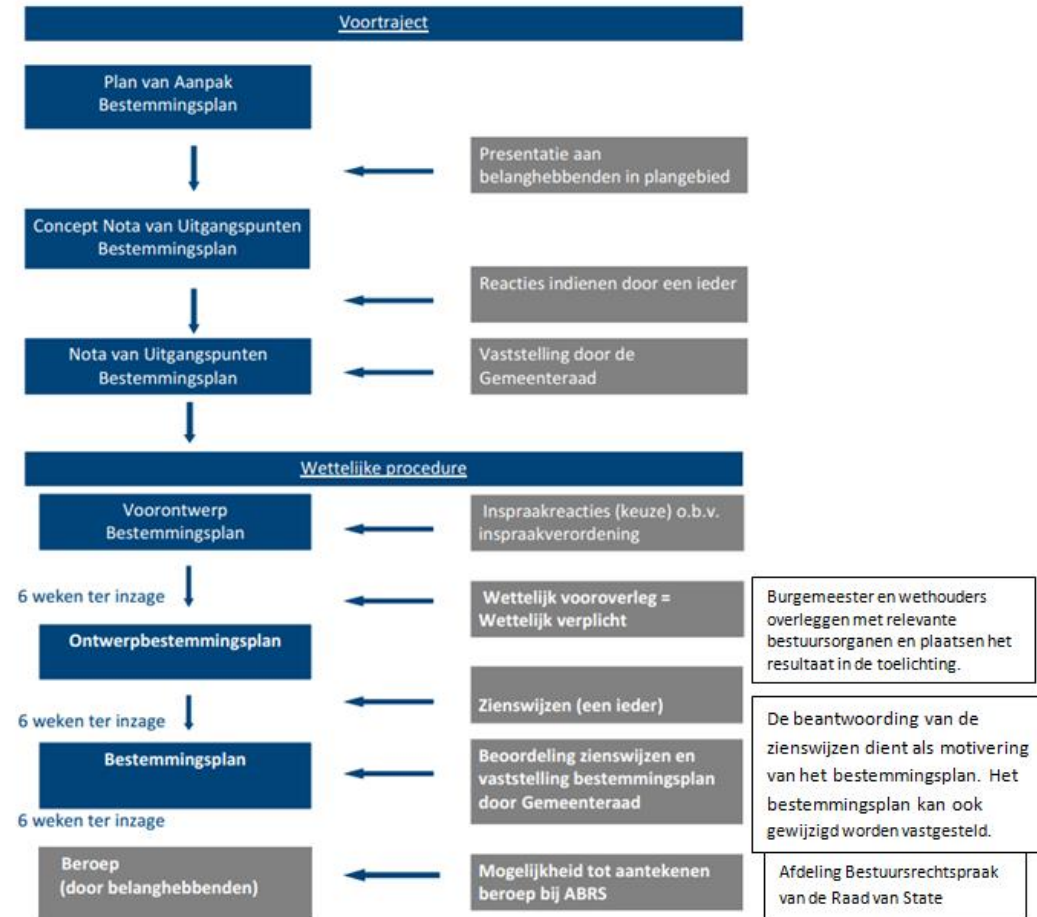 Voortraject
Plan van Aanpak
Bestemmingsplan
Presentatie aan
belanghebbenden in plangebied
Concept Nota van Uitgangspunten
Bestemmingsplan
Reacties indienen door een ieder
Nota van Uitgangspunten
Bestemmingsplan
Vaststelling door de
Gemeenteraad
Wettelijke procedure
Voorontwerp
Bestemmingsplan
Inspraakreacties (keuze) o.b.v.
inspraakverordening
6 weken ter inzage
Wettelijk vooroverleg =
Wettelijk verplicht
Burgemeester en wethouders
overleggen met relevante
bestuursorganen en plaatsen het
resultaat in de toelichting.
Ontwerpbestemmingsplan
6 weken ter inzage
Zienswijzen (een ieder)
De beantwoording van de
zienswijzen dient als motivering
van het bestemmingsplan. Het
bestemmingsplan kan ook
gewijzigd worden vastgesteld.
Bestemmingsplan
Beoordeling zienswijzen en
vaststelling bestemmingsplan
door Gemeenteraad
6 weken ter inzage
Beroep
(door belanghebbenden)
Mogelijkheid tot aantekenen
beroep bij ABRS
Afdeling Bestuursrechtspraak
van de Raad van State